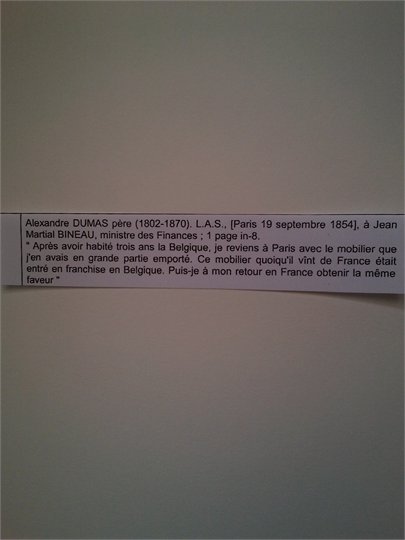 Alexandre DUMAS père (1802-1870). L.A.S., [Paris 19 septembre 1854], à Jean
Martial BINEAU, ministre des Finances ; 1 page in-8.
" Après avoir habité trois ans la Belgique, je reviens à Paris avec le mobilier que
j'en avais en grande partie emporté. Ce mobilier quoiqu'il vînt de France était
entré en franchise en Belgique. Puis-je à mon retour en France obtenir la même
faveur "